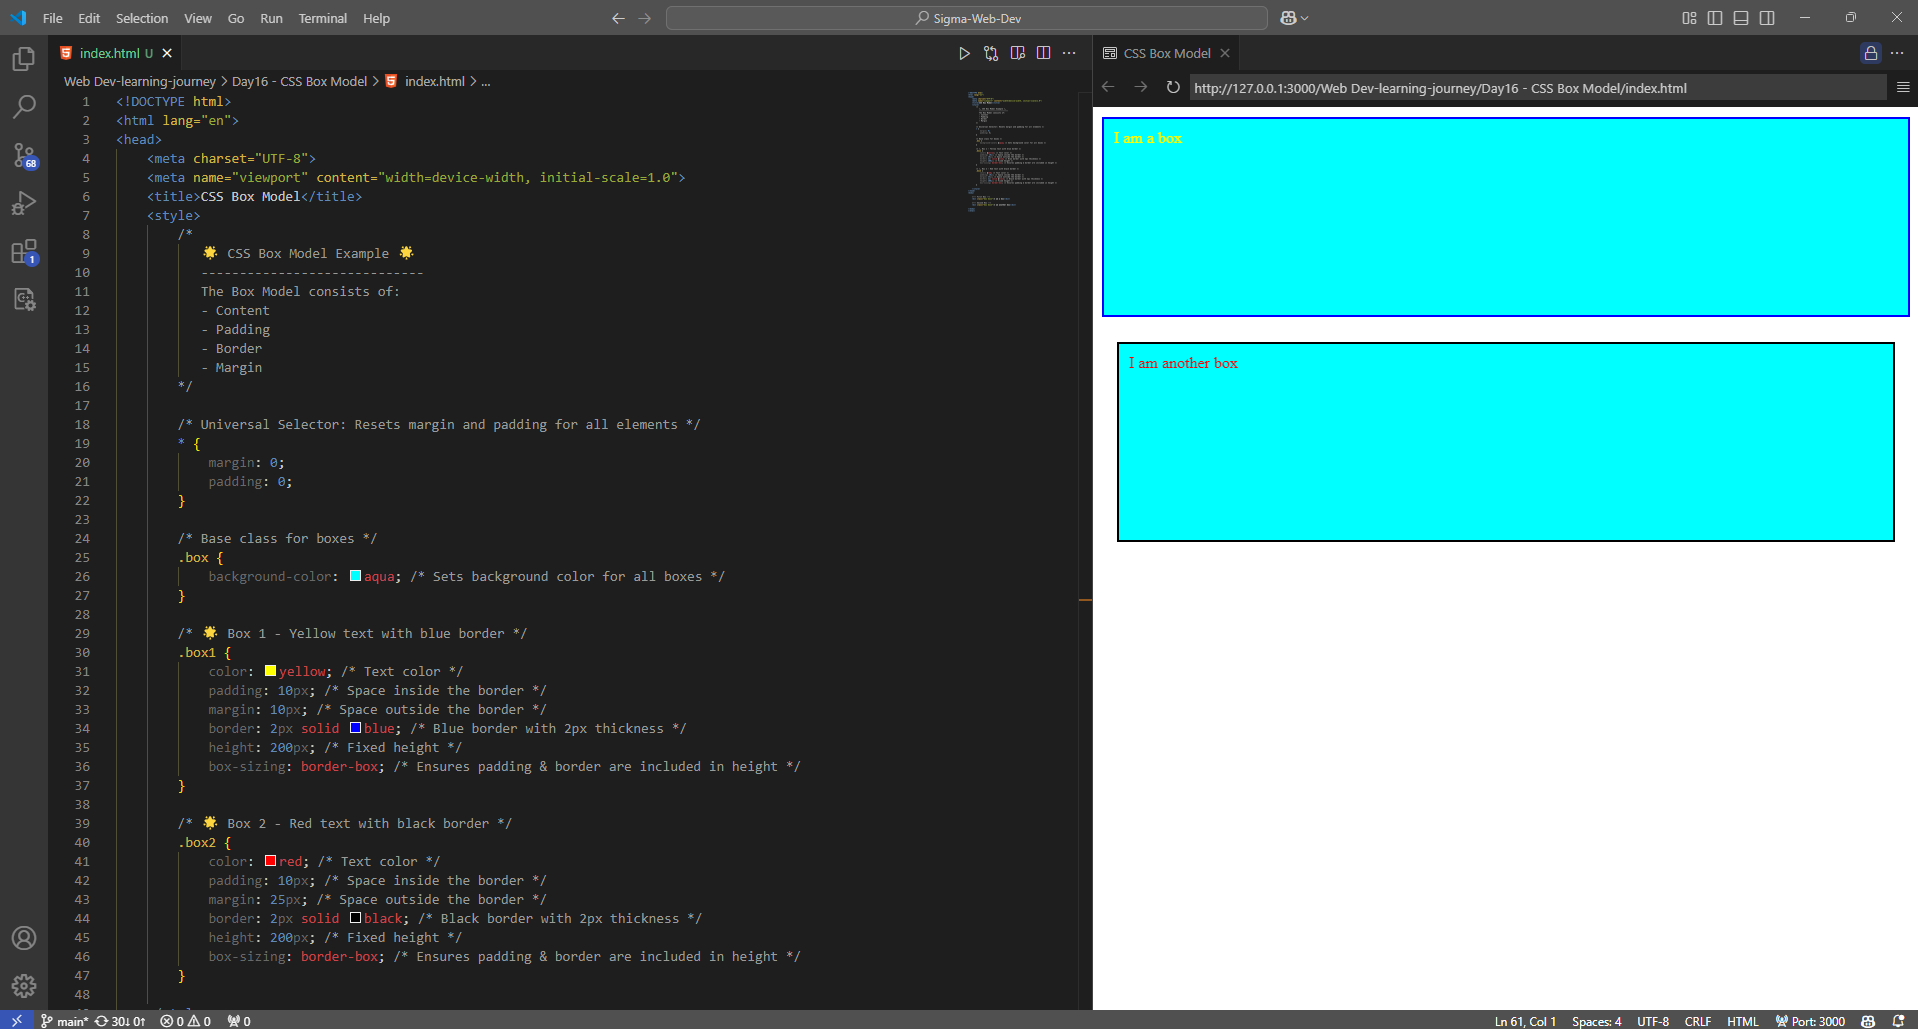 File Edit Selection View Go Run Terminal Help
Sigma-Web-Dev
index.html U
Web Dev-learning-journey > Day16 - CSS Box Model > index.html > ...
1 <!DOCTYPE html>
2 <html lang="en">
3 <head>
4 <meta charset="UTF-8">
5 <meta name="viewport" content="width=device-width, initial-scale=1.0">
6 <title>CSS Box Model</title>
7 <style>
8 /*
9 🌟 CSS Box Model Example 🌟
10 -----------------------------
11 The Box Model consists of:
12 - Content
13 - Padding
14 - Border
15 - Margin
16 */
17
18 /* Universal Selector: Resets margin and padding for all elements */
19 * {
20 margin: 0;
21 padding: 0;
22 }
23
24 /* Base class for boxes */
25 .box {
26 background-color: aqua; /* Sets background color for all boxes */
27 }
28
29 /* 🌟 Box 1 - Yellow text with blue border */
30 .box1 {
31 color: yellow; /* Text color */
32 padding: 10px; /* Space inside the border */
33 margin: 10px; /* Space outside the border */
34 border: 2px solid blue; /* Blue border with 2px thickness */
35 height: 200px; /* Fixed height */
36 box-sizing: border-box; /* Ensures padding & border are included in height */
37 }
38
39 /* 🌟 Box 2 - Red text with black border */
40 .box2 {
41 color: red; /* Text color */
42 padding: 10px; /* Space inside the border */
43 margin: 25px; /* Space outside the border */
44 border: 2px solid black; /* Black border with 2px thickness */
45 height: 200px; /* Fixed height */
46 box-sizing: border-box; /* Ensures padding & border are included in height */
47 }
48
CSS Box Model
http://127.0.0.1:3000/Web Dev-learning-journey/Day16 - CSS Box Model/index.html
I am a box
I am another box
68
1
main* 30↓ 0↑ 0 0 0
Ln 61, Col 1 Spaces: 4 UTF-8 CRLF HTML Port: 3000